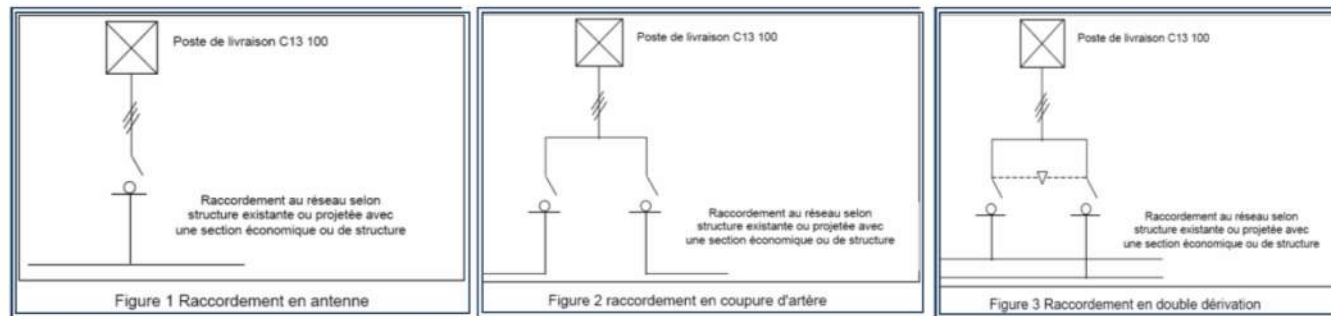 Poste de livraison C13 100
Raccordement au réseau selon
structure existante ou projetée avec
une section économique ou de structure
Figure 1 Raccordement en antenne
Poste de livraison C13 100
Raccordement au réseau selon
structure existante ou projetée avec
une section économique ou de structure
Figure 2 raccordement en coupure d'artère
Poste de livraison C13 100
Raccordement au réseau selon
structure existante ou projetée avec
une section économique ou de structure
Figure 3 Raccordement en double dérivation